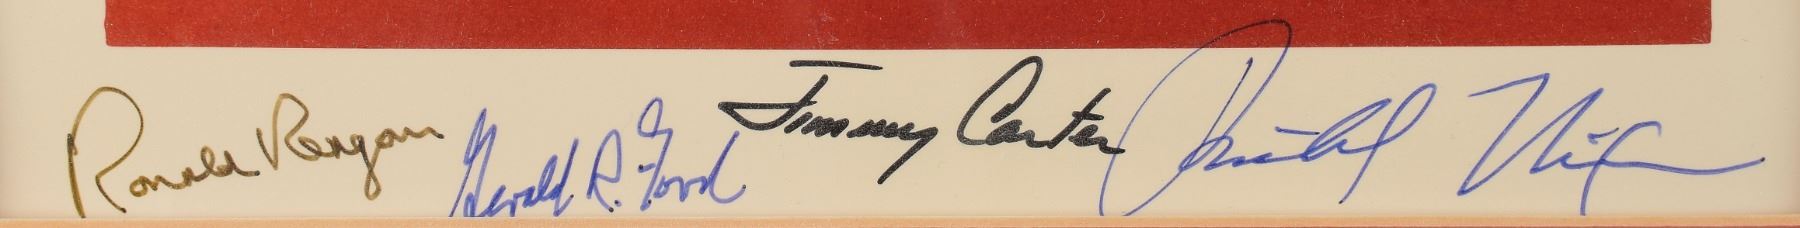 Ronald Reagan Gerald R. Ford Jimmy Carter Richard Nixon